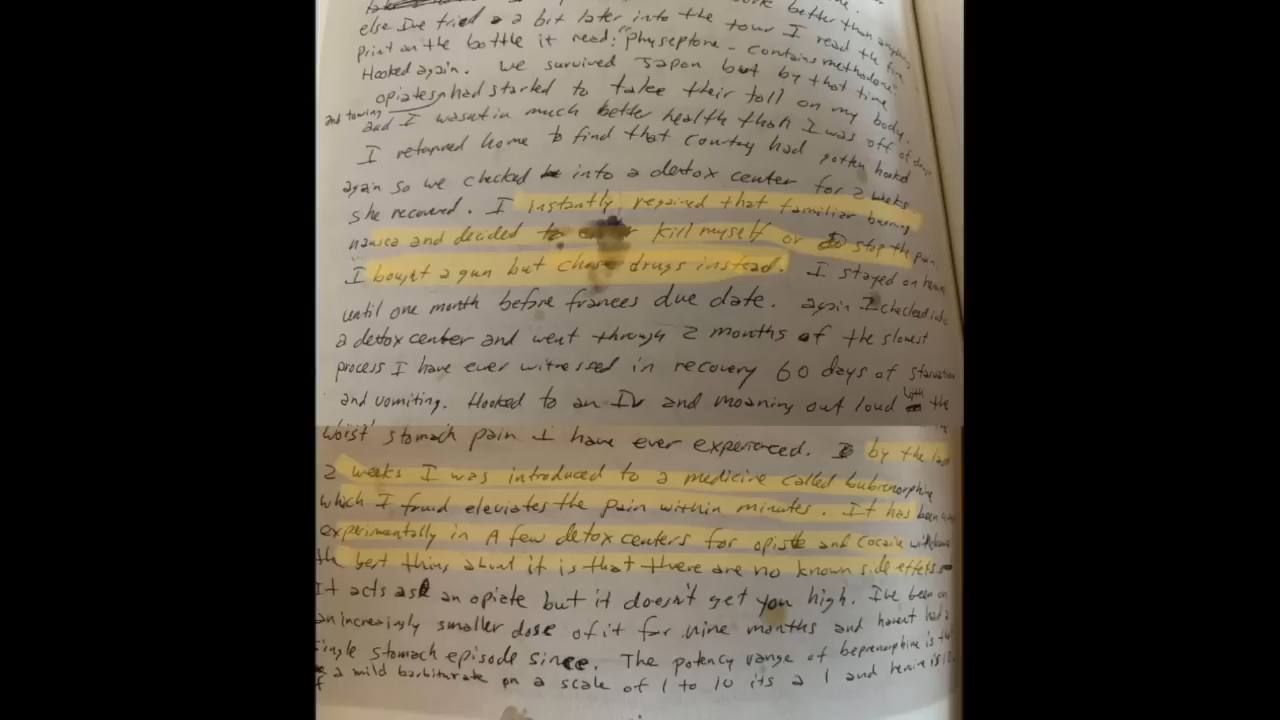 better than
else Ive tried a bit later into the tour I read the
print on the bottle it read: "physeptone - contains methodone"
Hooked again. We survived Japan but by that time
opiates had started to take their toll on my body.
and touring
and I wasnt in much better health than I was off of
I returned home to find that Courtney had gotten hookd
again so we checked into a dextox center for 2 weeks
she recovered. I instantly regained that familiar burning
nausea and decided to kill myself or stop the pain
I bought a gun but chose drugs instead. I stayed on heroin
until one month before frances due date. again I checked into
a detox center and went through 2 months of the slowest
process I have ever witnessed in recovery 60 days of starvation
and vomiting. Hooked to an IV and moaning out loud with the
Worst stomach pain I have ever experienced. by the last
2 weeks I was introduced to a medicine called bubrenorphine
which I found eleviates the pain within minutes. It has been
experimentally in A few detox centers for opiate and cocaine
the best thing about it is that there are no known side effects.
It acts as an opiate but it doesn't get you high. I've been on
an increasingly smaller dose of it for nine months and havent had a
single stomach episode since. The potency range of beprenorphine is
a mild barbiturate on a scale of 1 to 10 its a 1 and heroin is 10